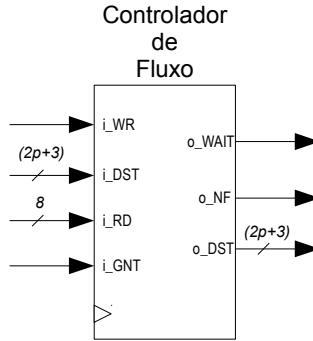 Controlador
de
Fluxo
i_WR
o_WAIT
(2p+3)
i_DST
o_NF
8
i_RD
(2p+3)
o_DST
i_GNT